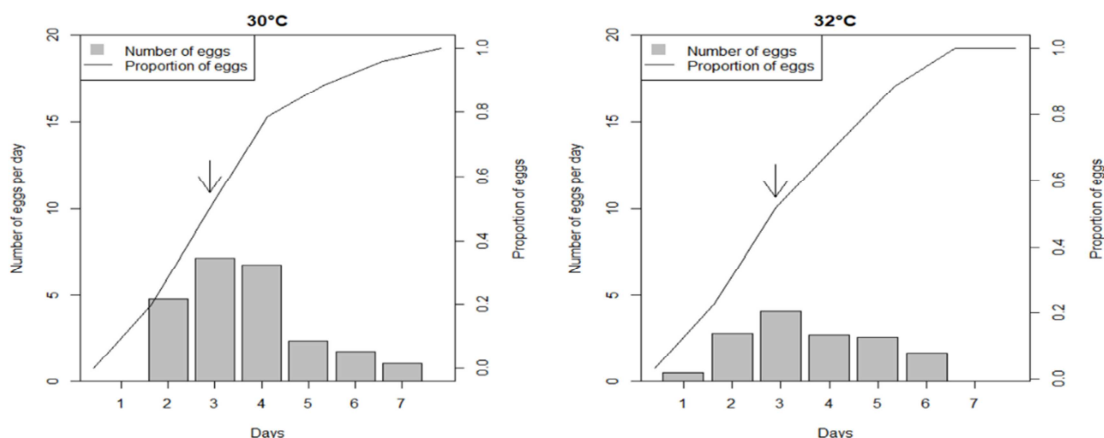 30°C
Number of eggs
Proportion of eggs
20
15
10
5
0
Number of eggs per day
1.0
0.8
0.6
0.4
0.2
0.0
Proportion of eggs
1 2 3 4 5 6 7
Days
32°C
Number of eggs
Proportion of eggs
20
15
10
5
0
Number of eggs per day
1.0
0.8
0.6
0.4
0.2
0.0
Proportion of eggs
1 2 3 4 5 6 7
Days